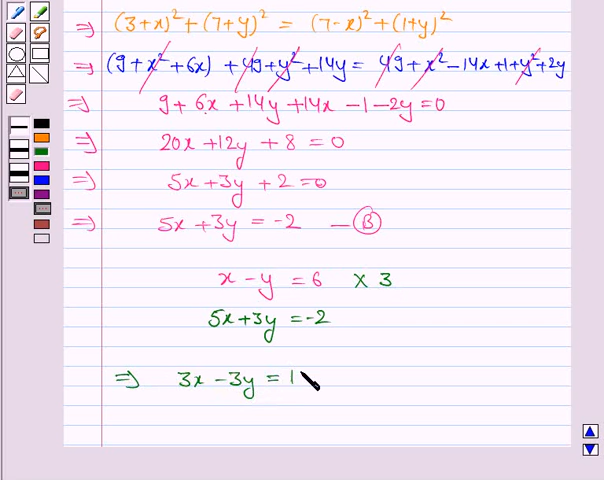 ⇒ (3+x)² + (7+y)² = (7-x)² + (1+y)²
⇒ (9+x²+6x) + 49+y²+14y = 49+x²-14x+1+y²+2y
⇒ 9+6x+14y+14x-1-2y=0
⇒ 20x+12y+8=0
⇒ 5x+3y+2=0
⇒ 5x+3y=-2 — Ⓑ
x-y=6 × 3
5x+3y=-2
⇒ 3x-3y=1